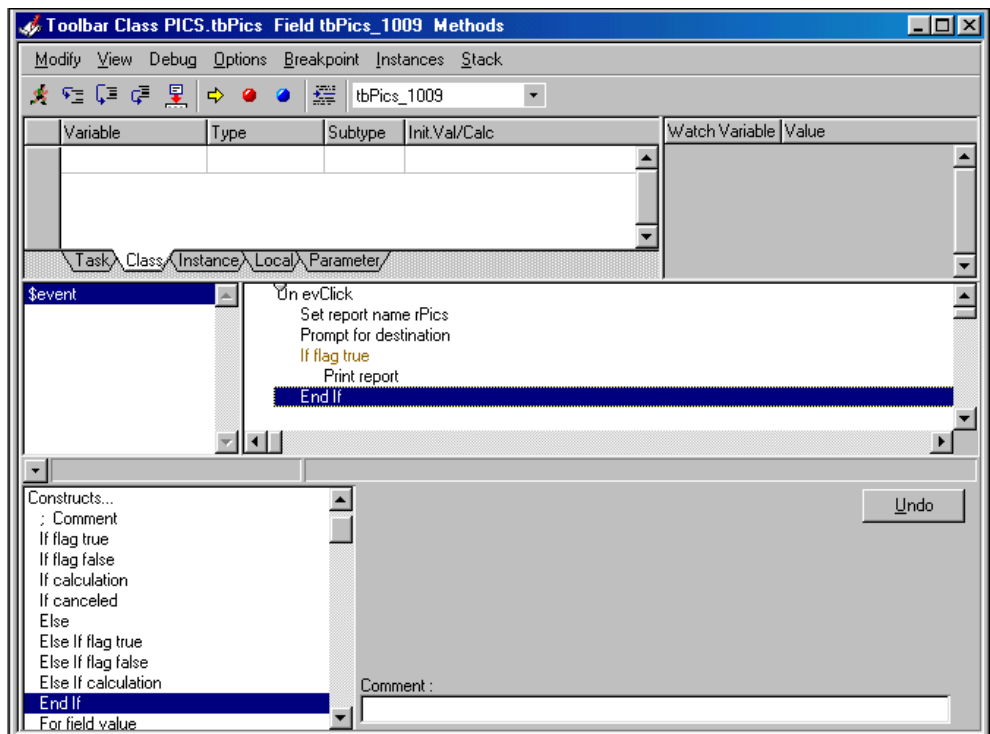 Toolbar Class PICS.tbPics Field tbPics_1009 Methods
Modify View Debug Options Breakpoint Instances Stack
tbPics_1009
Variable Type Subtype Init.Val/Calc
Watch Variable Value
Task Class Instance Local Parameter
$event
On evClick
Set report name rPics
Prompt for destination
If flag true
Print report
End If
Constructs...
; Comment
If flag true
If flag false
If calculation
If canceled
Else
Else If flag true
Else If flag false
Else If calculation
End If
For field value
Undo
Comment :